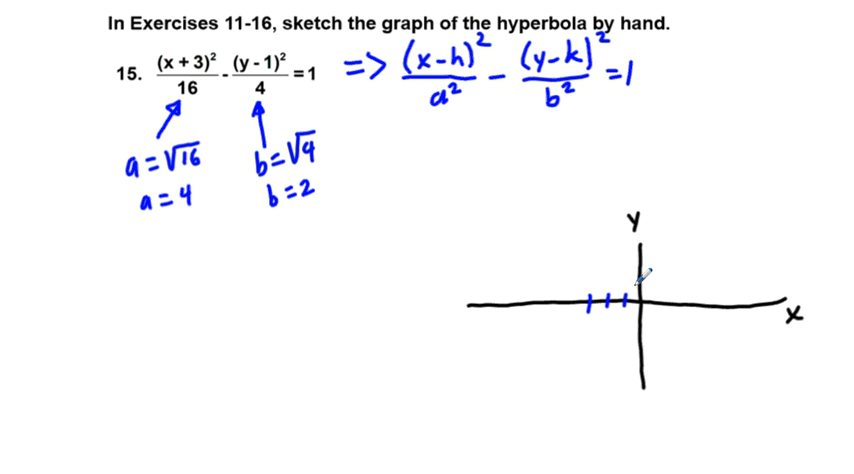 In Exercises 11-16, sketch the graph of the hyperbola by hand.
15. (x + 3)²/16 - (y - 1)²/4 = 1 => (x-h)²/a² - (y-k)²/b² = 1
a = √16 b = √4
a = 4 b = 2
y
x